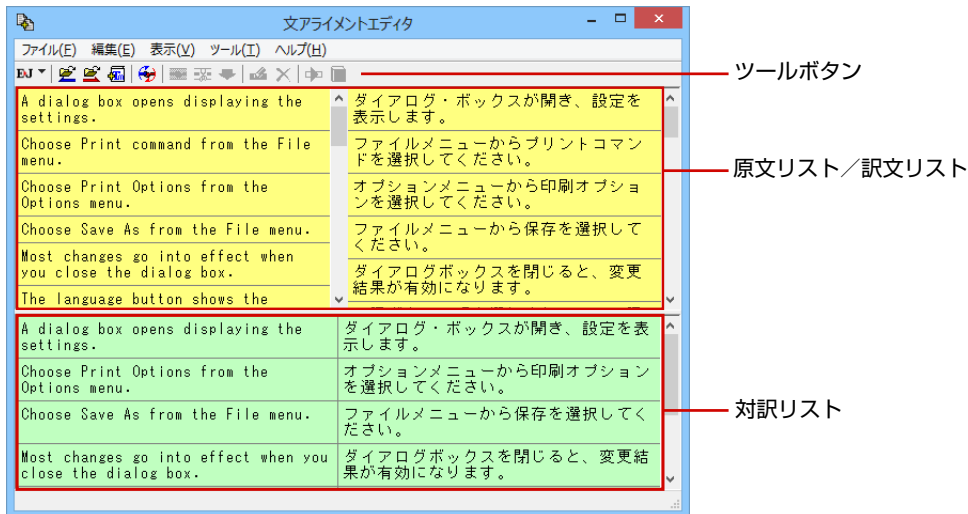 文アライメントエディタ
ファイル(F) 編集(E) 表示(V) ツール(T) ヘルプ(H)
EJ
ツールボタン
A dialog box opens displaying the
settings.
Choose Print command from the File
menu.
Choose Print Options from the
Options menu.
Choose Save As from the File menu.
Most changes go into effect when
you close the dialog box.
The language button shows the
ダイアログ・ボックスが開き、設定を
表示します。
ファイルメニューからプリントコマン
ドを選択してください。
オプションメニューから印刷オプショ
ンを選択してください。
ファイルメニューから保存を選択して
ください。
ダイアログボックスを閉じると、変更
結果が有効になります。
原文リスト/訳文リスト
A dialog box opens displaying the
settings.
ダイアログ・ボックスが開き、設定を表
示します。
Choose Print Options from the
Options menu.
オプションメニューから印刷オプション
を選択してください。
Choose Save As from the File menu.
ファイルメニューから保存を選択してく
ださい。
Most changes go into effect when you
close the dialog box.
ダイアログボックスを閉じると、変更結
果が有効になります。
対訳リスト